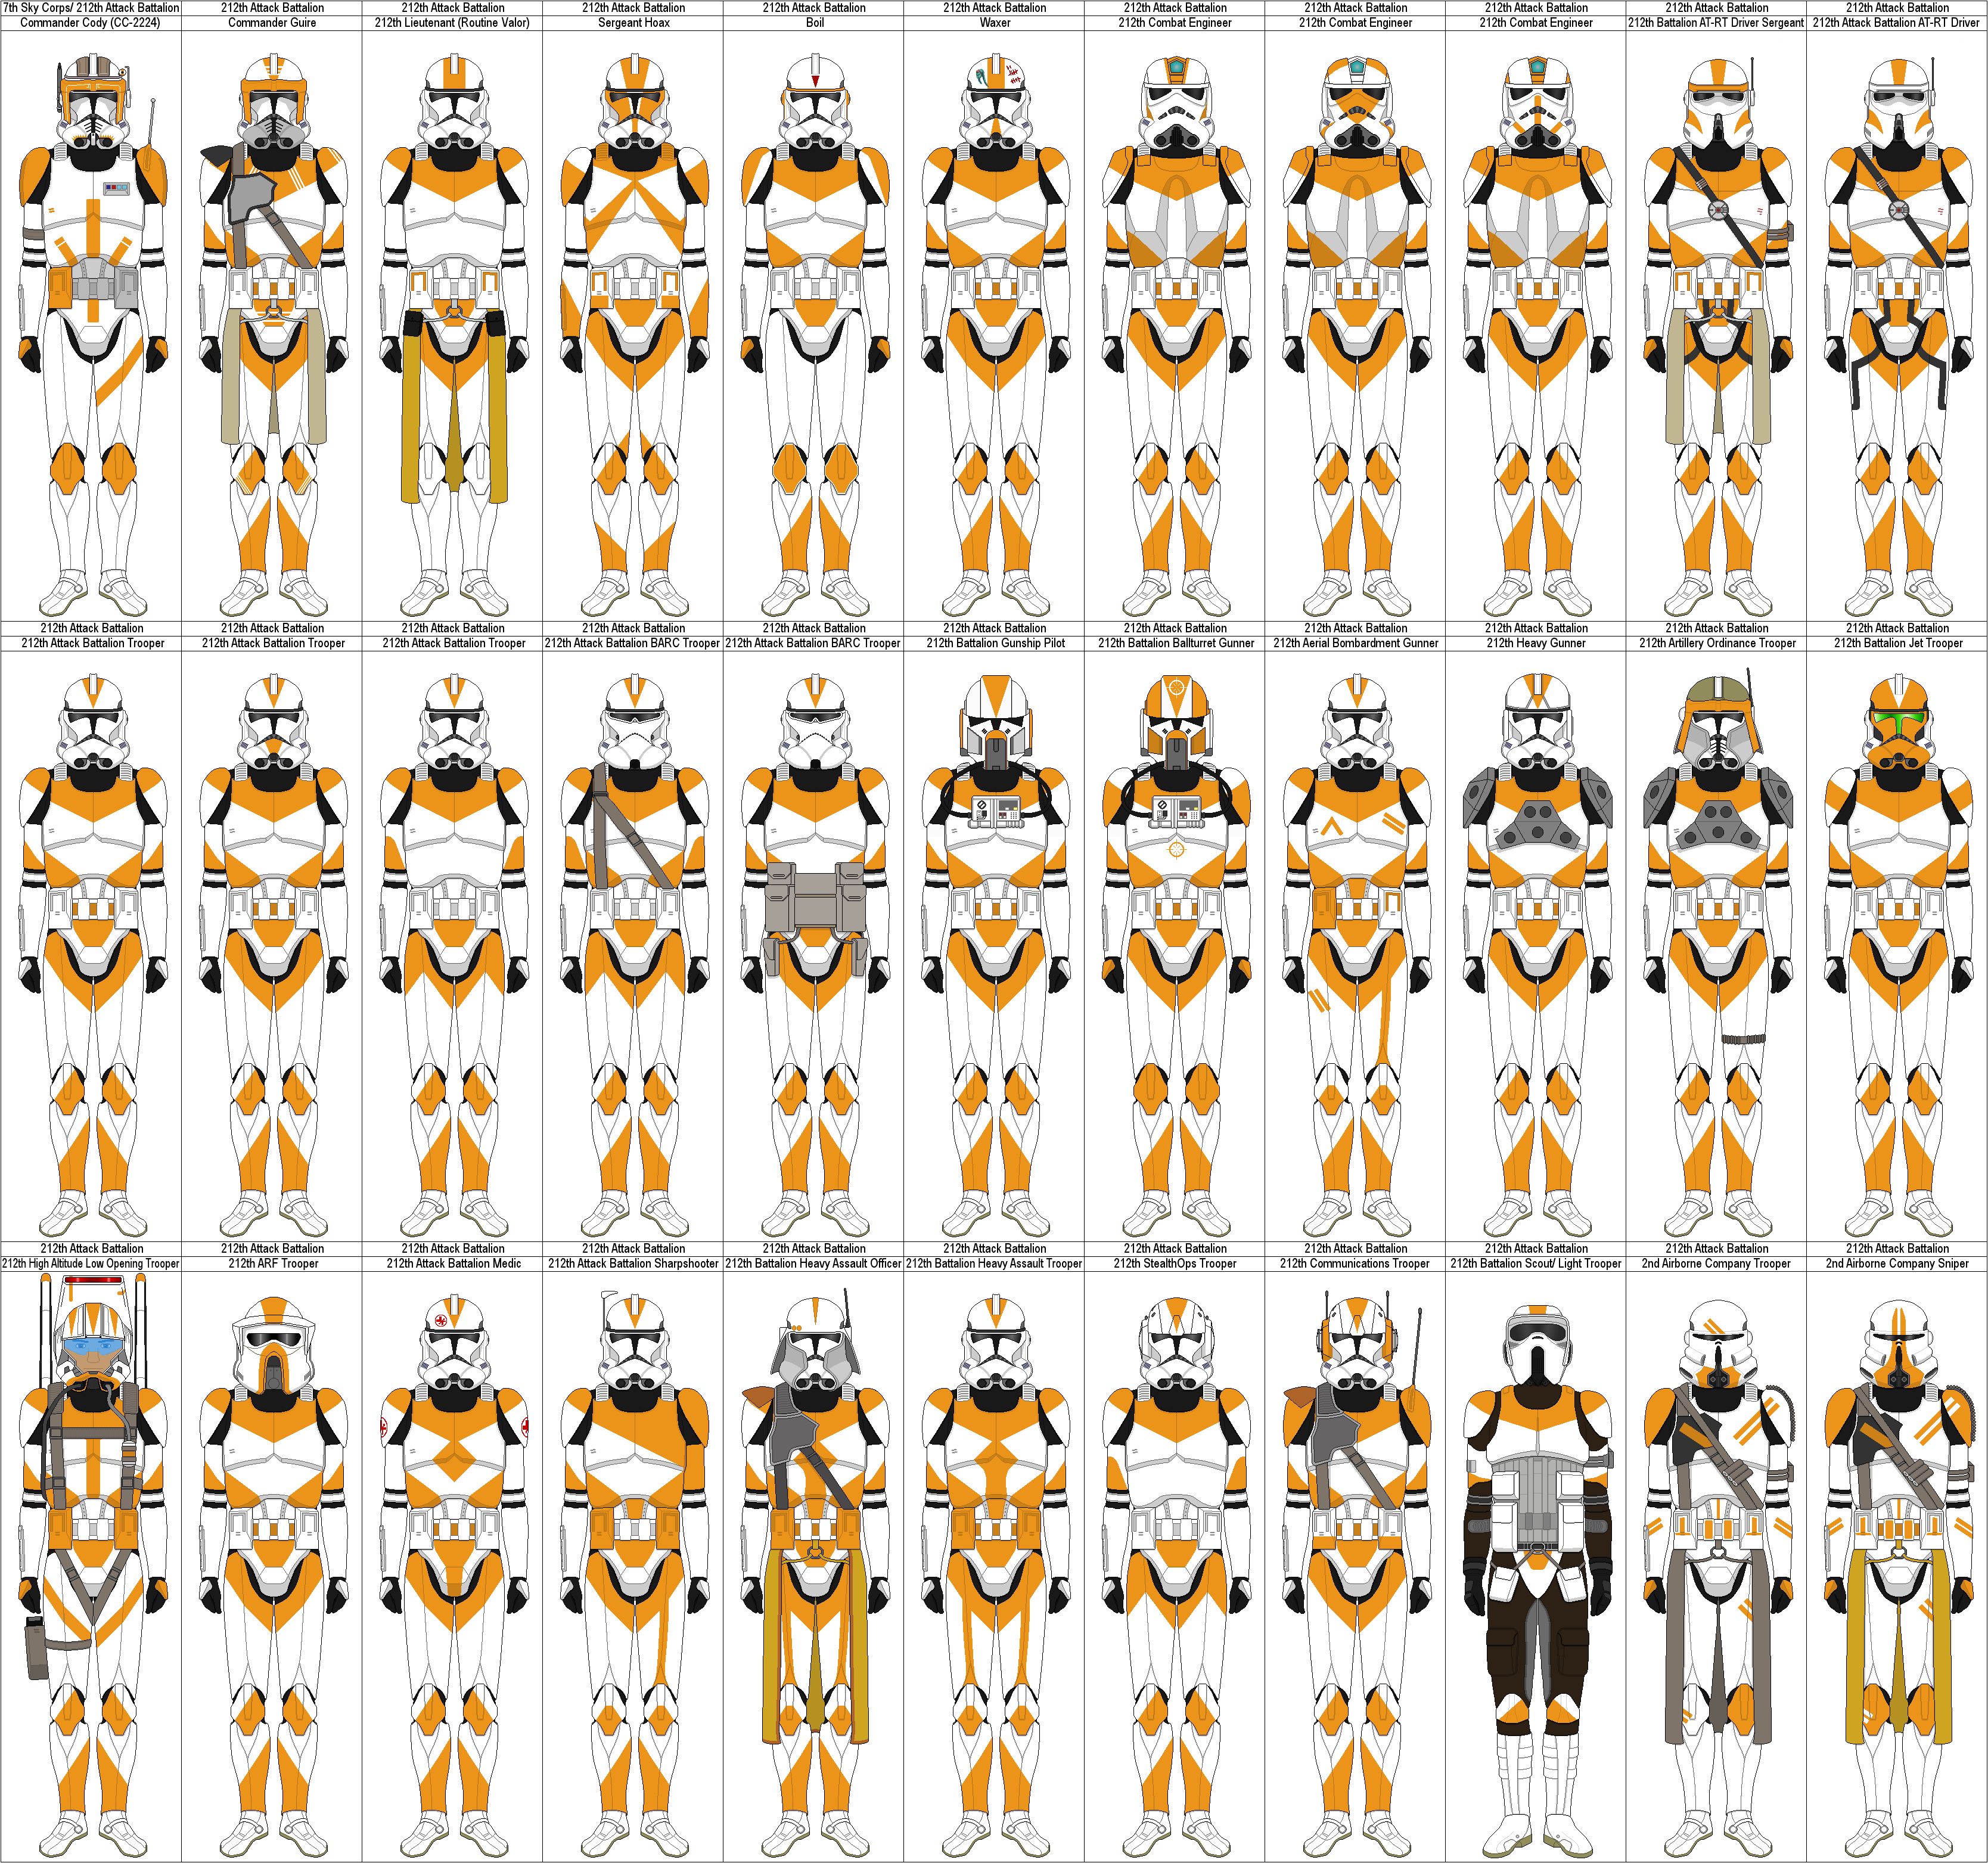 7th Sky Corps/ 212th Attack Battalion
212th Attack Battalion
212th Attack Battalion
212th Attack Battalion
212th Attack Battalion
212th Attack Battalion
212th Attack Battalion
212th Attack Battalion
212th Attack Battalion
212th Attack Battalion
212th Attack Battalion
Commander Cody (CC-2224)
Commander Guire
212th Lieutenant (Routine Valor)
Sergeant Hoax
Boil
Waxer
212th Combat Engineer
212th Combat Engineer
212th Combat Engineer
212th Battalion AT-RT Driver Sergeant
212th Attack Battalion AT-RT Driver
212th Attack Battalion
212th Attack Battalion
212th Attack Battalion
212th Attack Battalion
212th Attack Battalion
212th Attack Battalion
212th Attack Battalion
212th Attack Battalion
212th Attack Battalion
212th Attack Battalion
212th Attack Battalion
212th Attack Battalion Trooper
212th Attack Battalion Trooper
212th Attack Battalion Trooper
212th Attack Battalion BARC Trooper
212th Attack Battalion BARC Trooper
212th Battalion Gunship Pilot
212th Battalion Ballturret Gunner
212th Aerial Bombardment Gunner
212th Heavy Gunner
212th Artillery Ordinance Trooper
212th Battalion Jet Trooper
212th Attack Battalion
212th Attack Battalion
212th Attack Battalion
212th Attack Battalion
212th Attack Battalion
212th Attack Battalion
212th Attack Battalion
212th Attack Battalion
212th Attack Battalion
212th Attack Battalion
212th Attack Battalion
212th High Altitude Low Opening Trooper
212th ARF Trooper
212th Attack Battalion Medic
212th Attack Battalion Sharpshooter
212th Battalion Heavy Assault Officer
212th Battalion Heavy Assault Trooper
212th StealthOps Trooper
212th Communications Trooper
212th Battalion Scout/ Light Trooper
2nd Airborne Company Trooper
2nd Airborne Company Sniper